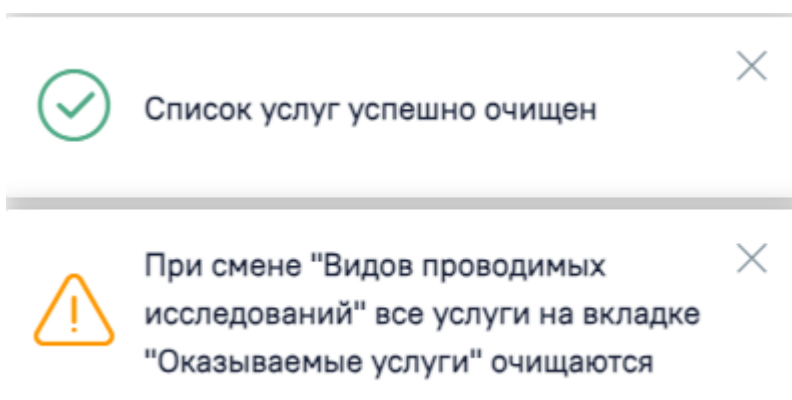 Список услуг успешно очищен
При смене "Видов проводимых
исследований" все услуги на вкладке
"Оказываемые услуги" очищаются